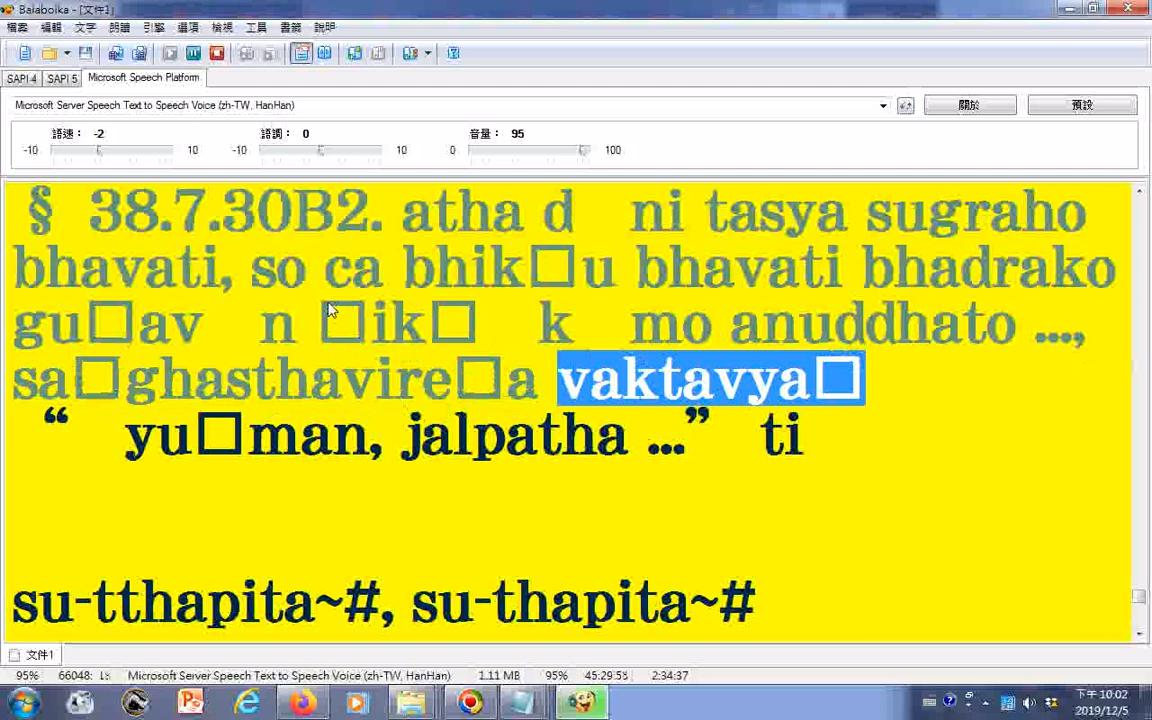 Balabolka - [文件1]
檔案 編輯 文字 朗讀 引擎 選項 檢視 工具 書籤 說明
SAPI 4 SAPI 5 Microsoft Speech Platform
Microsoft Server Speech Text to Speech Voice (zh-TW, HanHan) 關於 預設
語速： -2 語調： 0 音量： 95
-10 10 -10 10 0 100
§ 38.7.30B2. atha d ni tasya sugraho
bhavati, so ca bhik□u bhavati bhadrako
gu□av n □ik□ k mo anuddhato ...,
sa□ghasthavire□a vaktavya□
“ yu□man, jalpatha ...” ti
su-tthapita~#, su-thapita~#
文件1
95% 66048: Microsoft Server Speech Text to Speech Voice (zh-TW, HanHan) 1.11 MB 95% 45:29:58 2:34:37
下午 10:02
2019/12/5